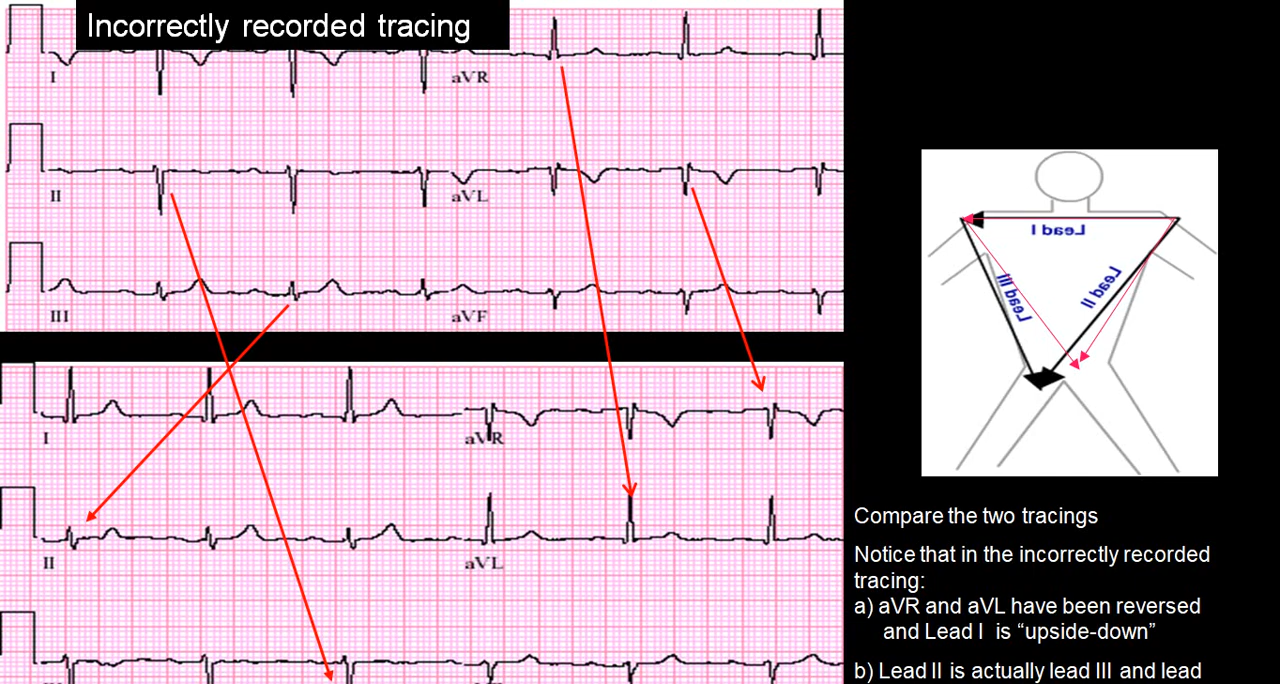 Incorrectly recorded tracing
I
aVR
II
aVL
III
aVF
I
aVR
II
aVL
Lead I
Lead III
Lead II
Compare the two tracings
Notice that in the incorrectly recorded
tracing:
a) aVR and aVL have been reversed
and Lead I is “upside-down”
b) Lead II is actually lead III and lead